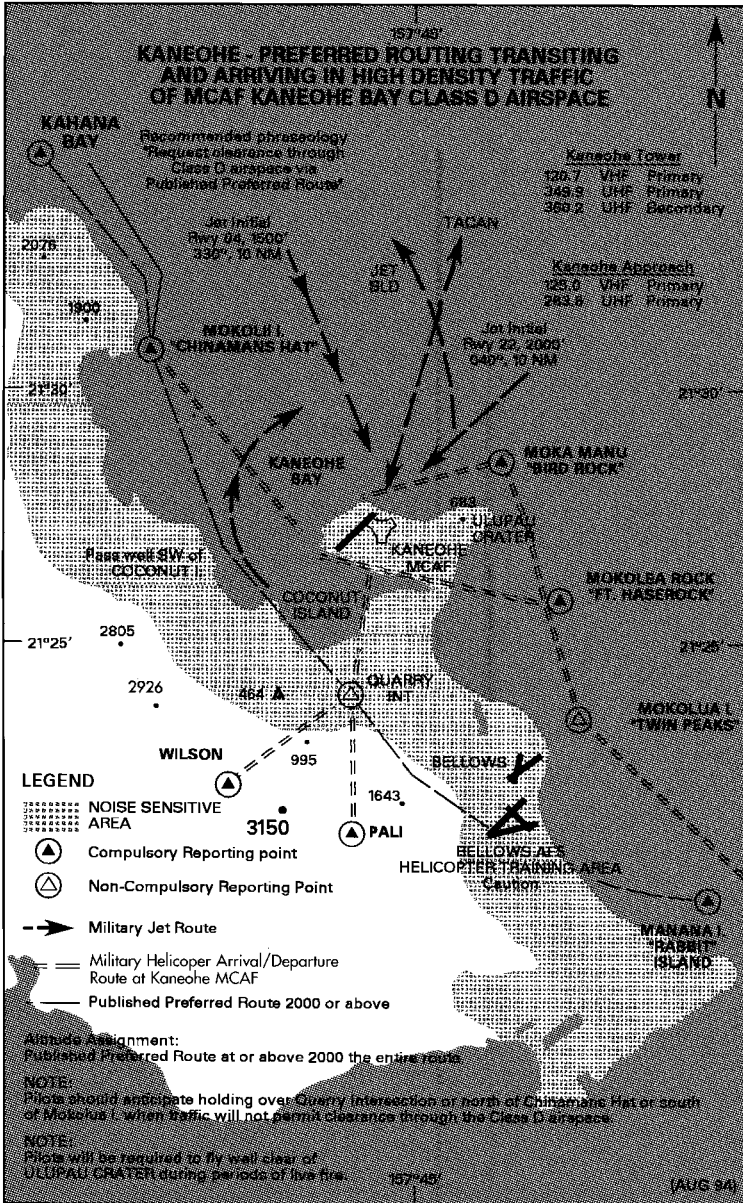 157°45'
KANEOHE - PREFERRED ROUTING TRANSITING
AND ARRIVING IN HIGH DENSITY TRAFFIC
OF MCAF KANEOHE BAY CLASS D AIRSPACE
N
KAHANA
BAY
Recommended phraseology
"Request clearance through
Class D airspace via
Published Preferred Route"
Kaneohe Tower
120.7 VHF Primary
349.9 UHF Primary
360.2 UHF Secondary
Jet Initial
Rwy 04, 1500'
330°, 10 NM
TACAN
JET
SLD
Kaneohe Approach
125.0 VHF Primary
263.6 UHF Primary
2076
1900
MOKOLII I.
"CHINAMANS HAT"
Jet Initial
Rwy 22, 2000'
040°, 10 NM
21°30'
21°30'
KANEOHE
BAY
MOKA MANU
"BIRD ROCK"
683
ULUPAU
CRATER
KANEOHE
MCAF
Pass well SW of
COCONUT I.
COCONUT
ISLAND
MOKOLEA ROCK
"FT. HASEROCK"
21°25'
21°25'
2805
2926
464
QUARRY
INT
MOKOLUA I.
"TWIN PEAKS"
WILSON
995
BELLOWS
LEGEND
NOISE SENSITIVE
AREA
3150
1643
PALI
Compulsory Reporting point
BELLOWS AFS
HELICOPTER TRAINING AREA
Caution
Non-Compulsory Reporting Point
MANANA I.
"RABBIT"
ISLAND
Military Jet Route
Military Helicoper Arrival/Departure
Route at Kaneohe MCAF
Published Preferred Route 2000 or above
Altitude Assignment:
Published Preferred Route at or above 2000 the entire route
NOTE:
Pilots should anticipate holding over Quarry Intersection or north of Chinamans Hat or south
of Mokolua I. when traffic will not permit clearance through the Class D airspace.
NOTE:
Pilots will be required to fly well clear of
ULUPAU CRATER during periods of live fire.
157°45'
(AUG 94)